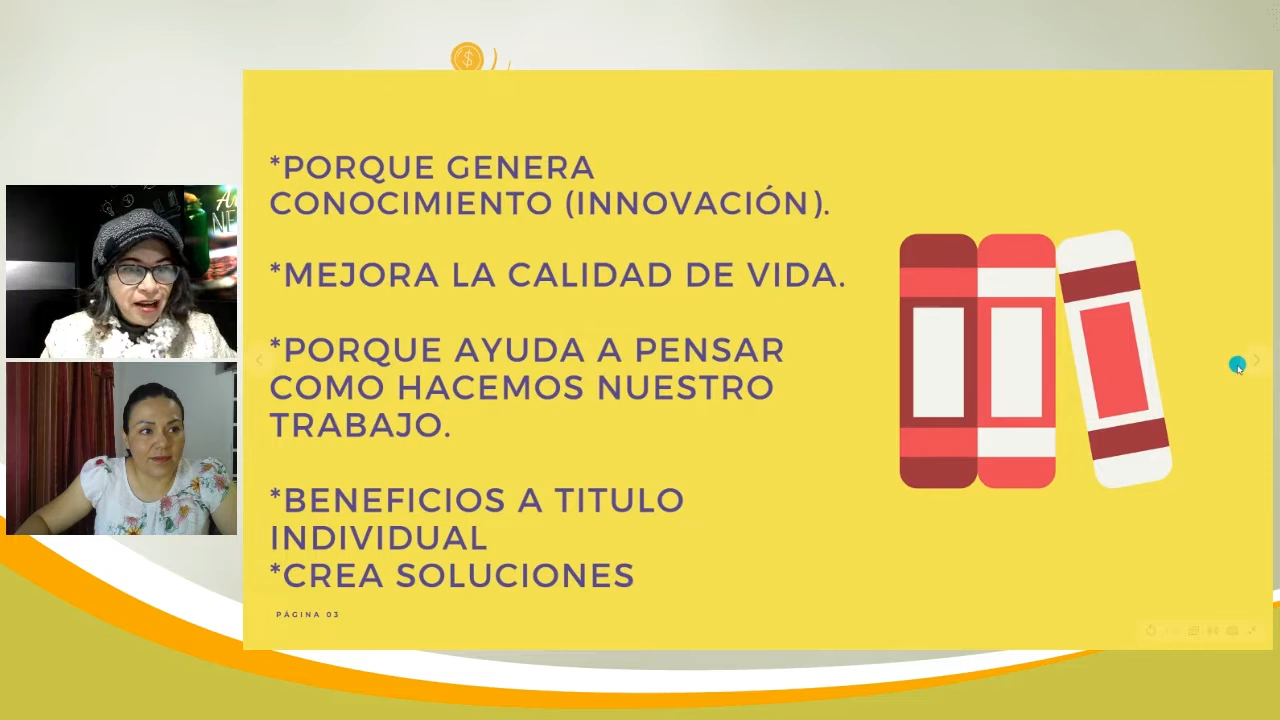 *PORQUE GENERA
CONOCIMIENTO (INNOVACIÓN).
*MEJORA LA CALIDAD DE VIDA.
*PORQUE AYUDA A PENSAR
COMO HACEMOS NUESTRO
TRABAJO.
*BENEFICIOS A TITULO
INDIVIDUAL
*CREA SOLUCIONES
PÁGINA 03